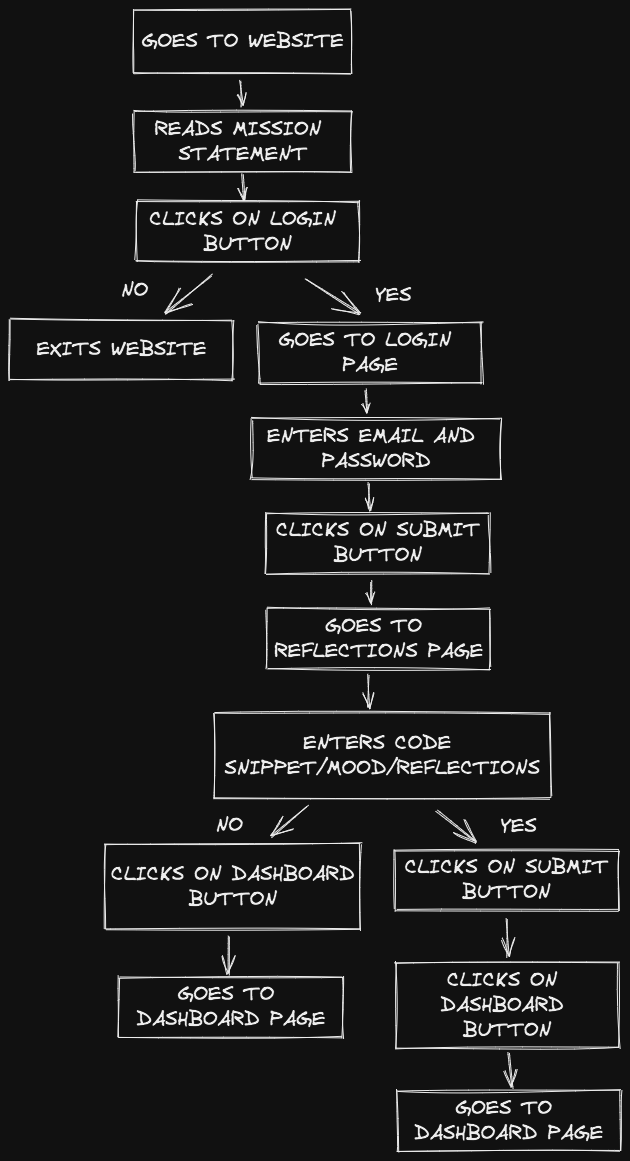 GOES TO WEBSITE
READS MISSION
STATEMENT
CLICKS ON LOGIN
BUTTON
NO
YES
EXITS WEBSITE
GOES TO LOGIN
PAGE
ENTERS EMAIL AND
PASSWORD
CLICKS ON SUBMIT
BUTTON
GOES TO
REFLECTIONS PAGE
ENTERS CODE
SNIPPET/MOOD/REFLECTIONS
NO
YES
CLICKS ON DASHBOARD
BUTTON
CLICKS ON SUBMIT
BUTTON
GOES TO
DASHBOARD PAGE
CLICKS ON
DASHBOARD
BUTTON
GOES TO
DASHBOARD PAGE